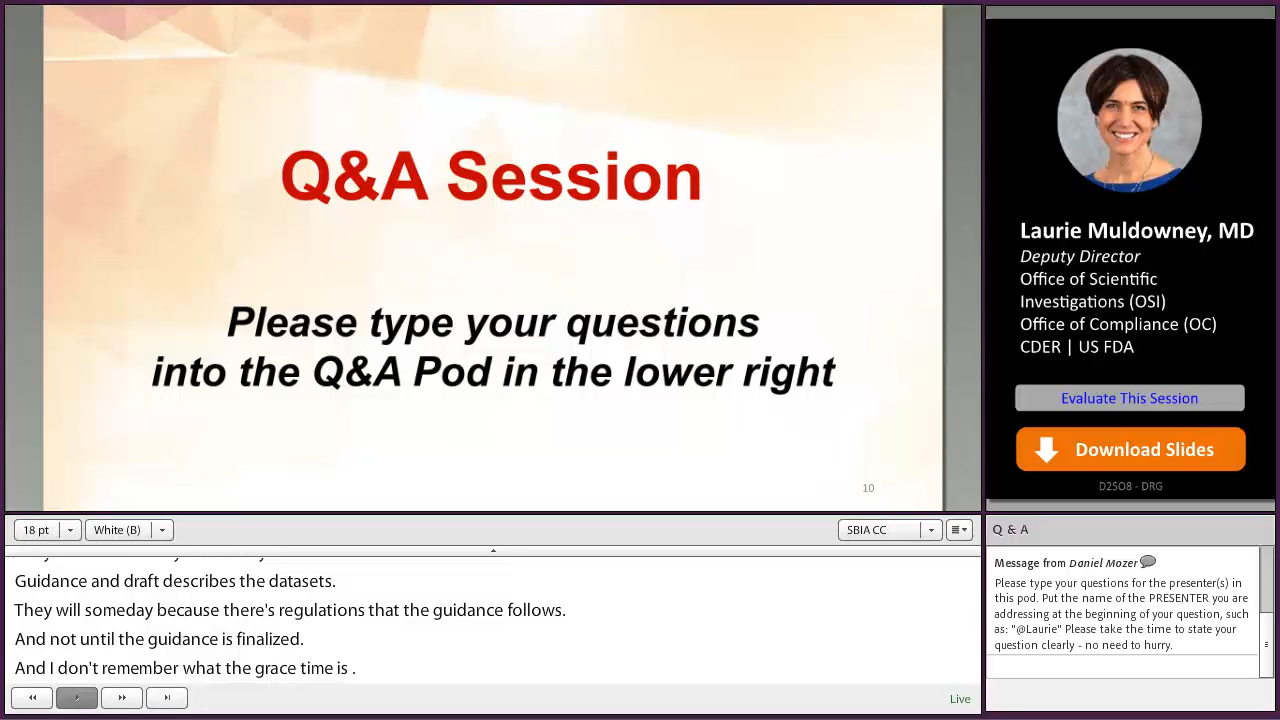 Q&A Session
Please type your questions
into the Q&A Pod in the lower right
10
Laurie Muldowney, MD
Deputy Director
Office of Scientific
Investigations (OSI)
Office of Compliance (OC)
CDER | US FDA
Evaluate This Session
Download Slides
D2S08 - DRG
18 pt
White (B)
SBIA CC
Guidance and draft describes the datasets.
They will someday because there's regulations that the guidance follows.
And not until the guidance is finalized.
And I don't remember what the grace time is .
Live
Q & A
Message from Daniel Mozer
Please type your questions for the presenter(s) in
this pod. Put the name of the PRESENTER you are
addressing at the beginning of your question, such
as: "@Laurie" Please take the time to state your
question clearly - no need to hurry.